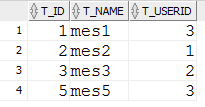 T_ID T_NAME T_USERID
1 1 mes1 3
2 2 mes2 1
3 3 mes3 2
4 5 mes5 3